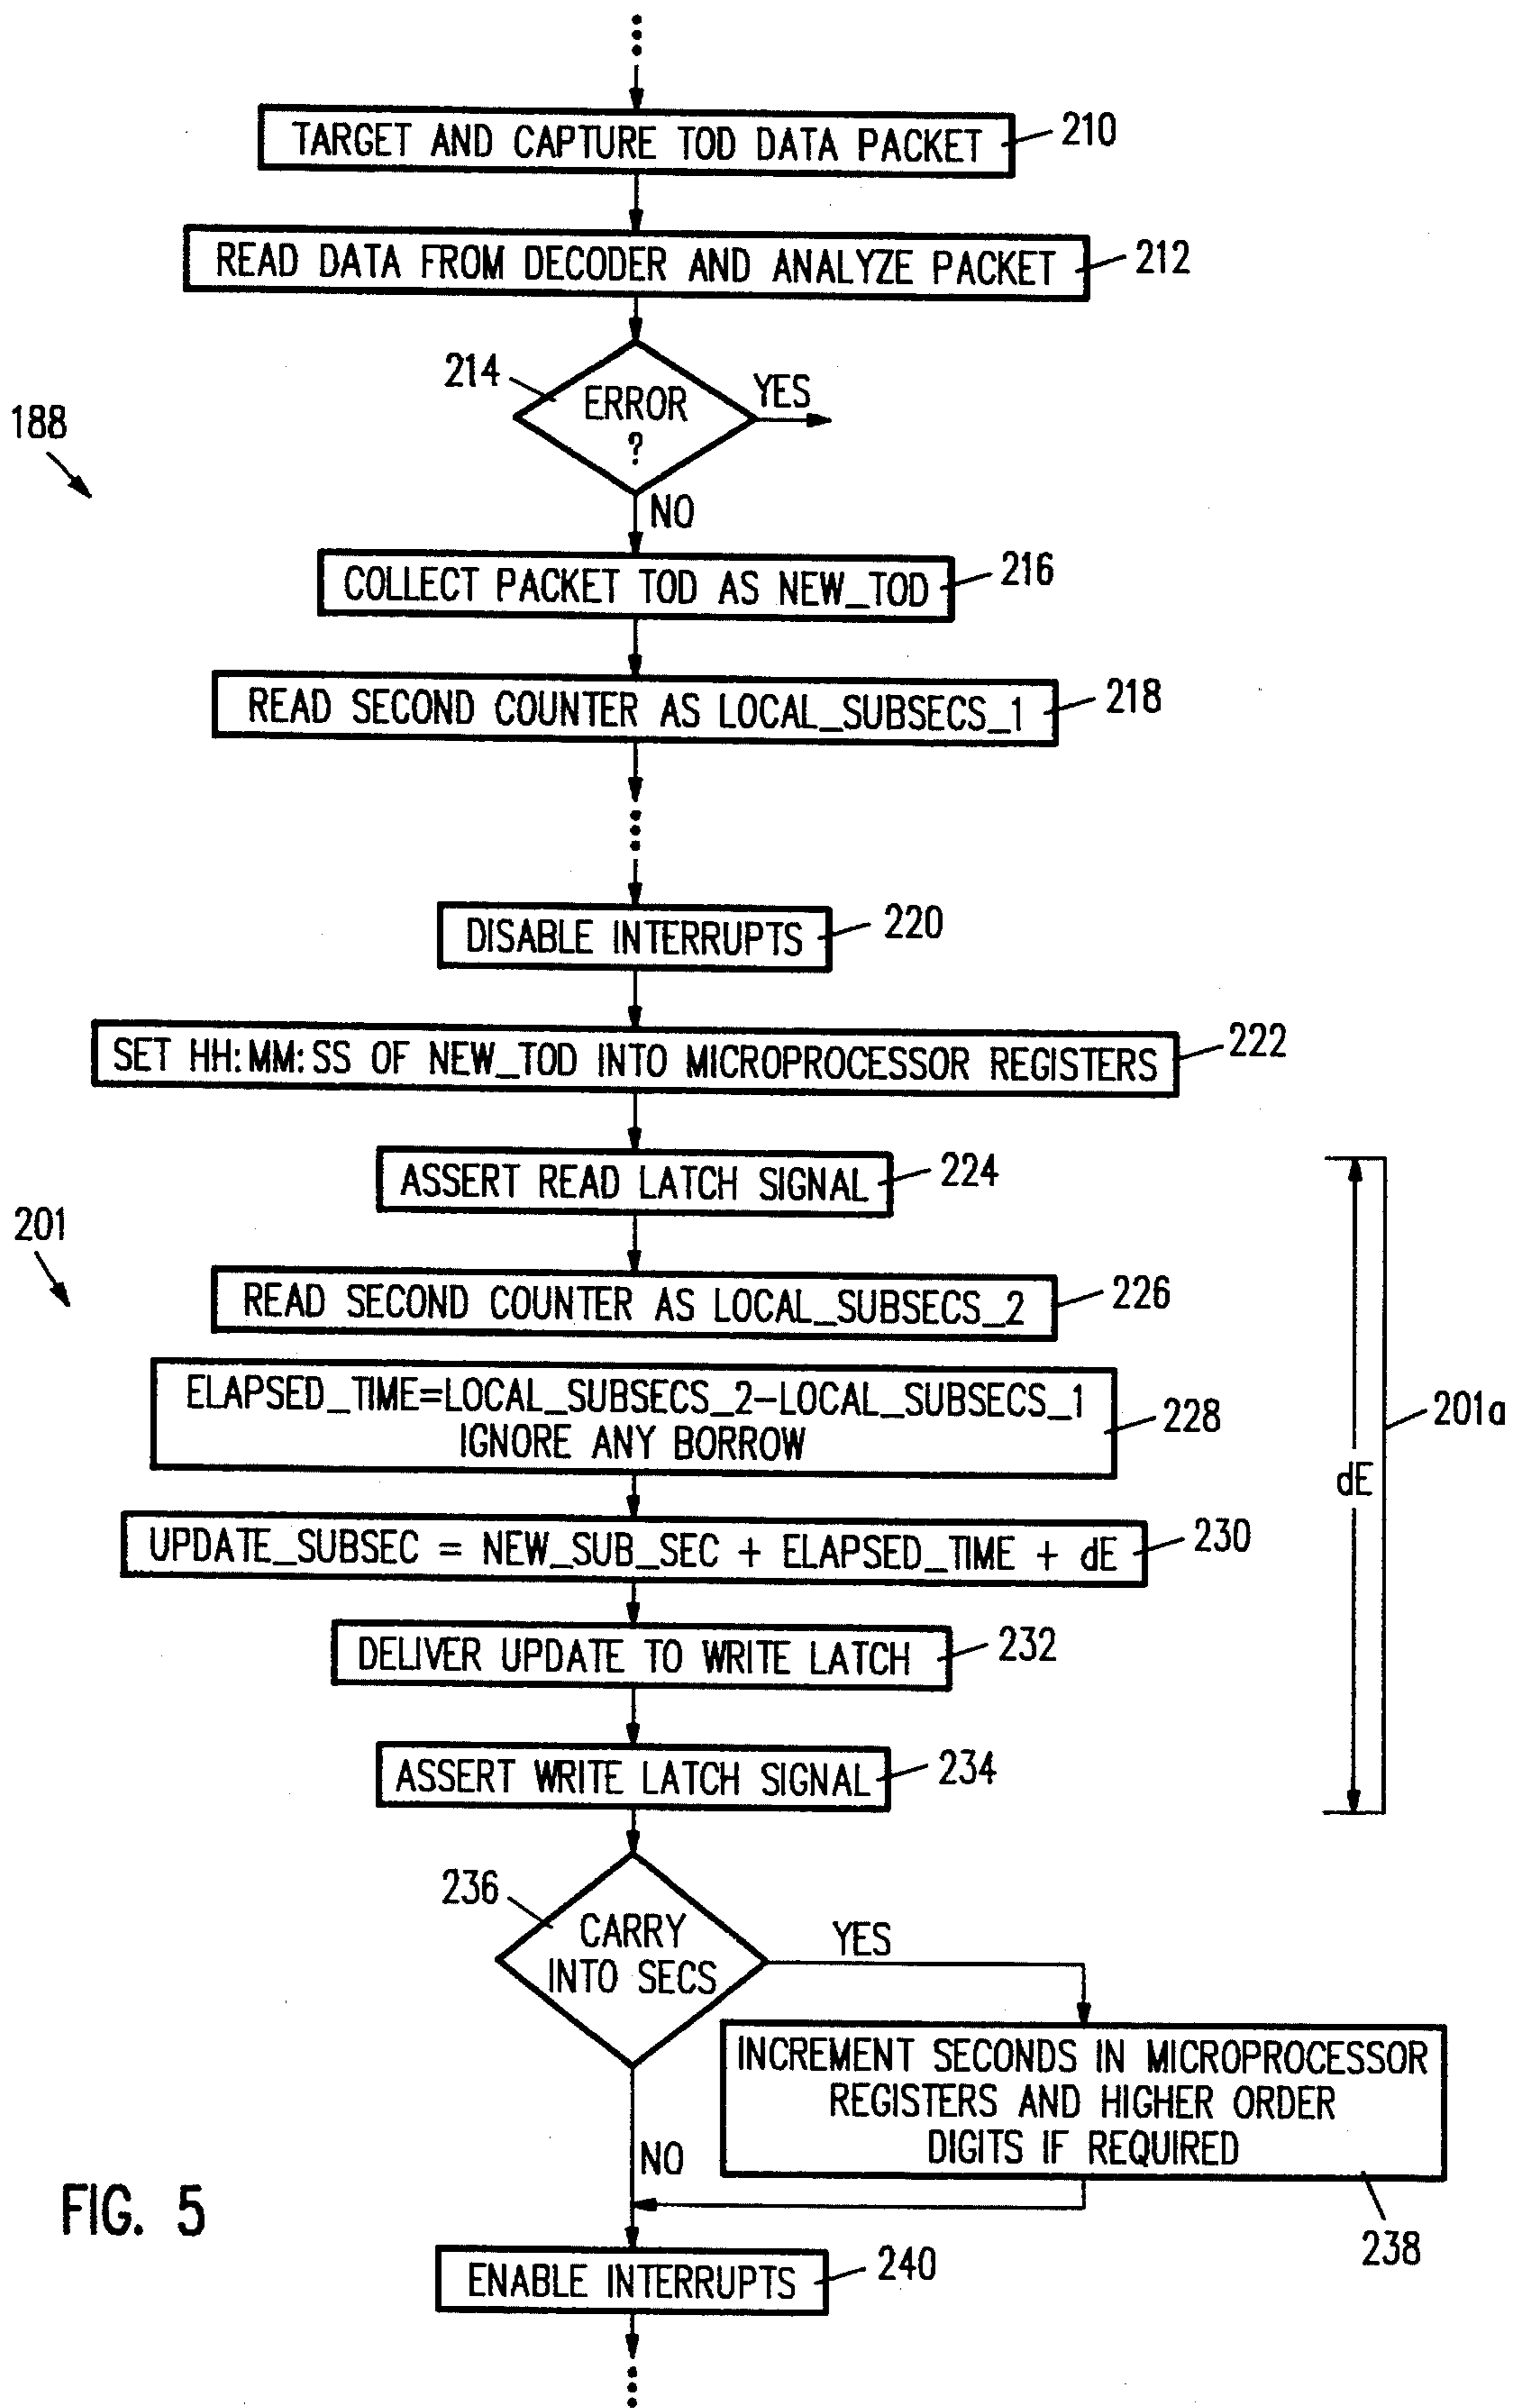 TARGET AND CAPTURE TOD DATA PACKET
210
READ DATA FROM DECODER AND ANALYZE PACKET
212
214
ERROR
?
YES
188
NO
COLLECT PACKET TOD AS NEW_TOD
216
READ SECOND COUNTER AS LOCAL_SUBSECS_1
218
DISABLE INTERRUPTS
220
SET HH:MM:SS OF NEW_TOD INTO MICROPROCESSOR REGISTERS
222
ASSERT READ LATCH SIGNAL
224
201
READ SECOND COUNTER AS LOCAL_SUBSECS_2
226
ELAPSED_TIME=LOCAL_SUBSECS_2-LOCAL_SUBSECS_1
IGNORE ANY BORROW
228
201a
dE
UPDATE_SUBSEC = NEW_SUB_SEC + ELAPSED_TIME + dE
230
DELIVER UPDATE TO WRITE LATCH
232
ASSERT WRITE LATCH SIGNAL
234
236
CARRY
INTO SECS
YES
INCREMENT SECONDS IN MICROPROCESSOR
REGISTERS AND HIGHER ORDER
DIGITS IF REQUIRED
NO
238
FIG. 5
ENABLE INTERRUPTS
240